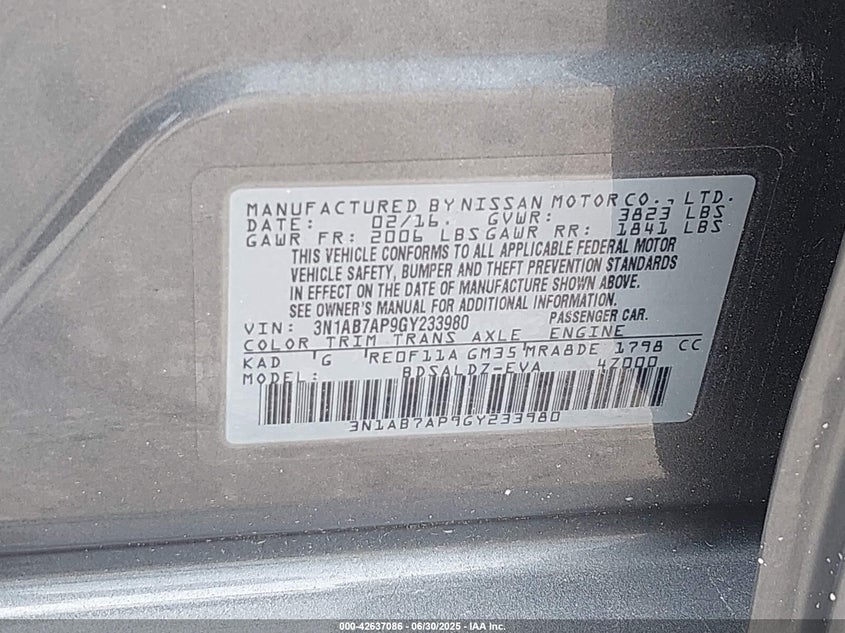 MANUFACTURED BY NISSAN MOTOR CO., LTD.
DATE: 02/16. GVWR: 3823 LBS
GAWR FR: 2006 LBS GAWR RR: 1841 LBS
THIS VEHICLE CONFORMS TO ALL APPLICABLE FEDERAL MOTOR
VEHICLE SAFETY, BUMPER AND THEFT PREVENTION STANDARDS
IN EFFECT ON THE DATE OF MANUFACTURE SHOWN ABOVE.
SEE OWNER'S MANUAL FOR ADDITIONAL INFORMATION.
VIN: 3N1AB7AP9GY233980 PASSENGER CAR.
COLOR TRIM TRANS AXLE ENGINE
KAD 'G 'RE0F11A GM35'MRA8DE 1798 CC
MODEL: BDSALDZ-EVA 4Z000
3N1AB7AP9GY233980
000-42637086 - 06/30/2025 - IAA Inc.